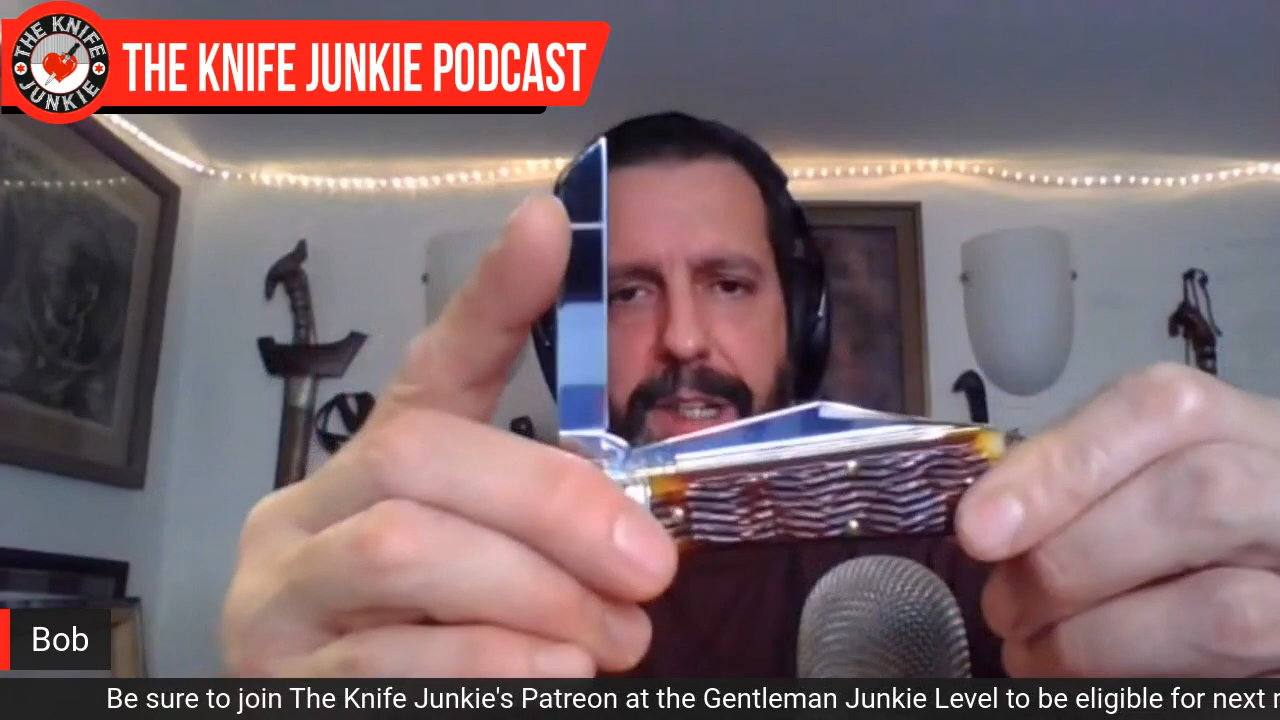 THE KNIFE
JUNKIE
THE KNIFE JUNKIE PODCAST
Bob
Be sure to join The Knife Junkie's Patreon at the Gentleman Junkie Level to be eligible for next